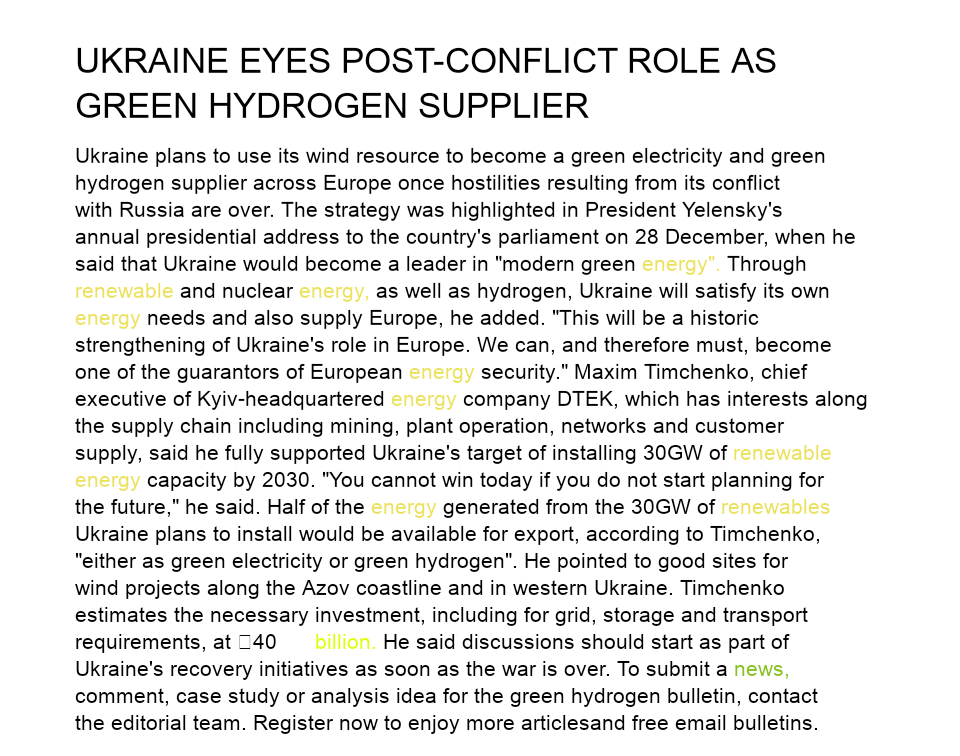 UKRAINE EYES POST-CONFLICT ROLE AS
GREEN HYDROGEN SUPPLIER
Ukraine plans to use its wind resource to become a green electricity and green
hydrogen supplier across Europe once hostilities resulting from its conflict
with Russia are over. The strategy was highlighted in President Yelensky's
annual presidential address to the country's parliament on 28 December, when he
said that Ukraine would become a leader in "modern green energy". Through
renewable and nuclear energy, as well as hydrogen, Ukraine will satisfy its own
energy needs and also supply Europe, he added. "This will be a historic
strengthening of Ukraine's role in Europe. We can, and therefore must, become
one of the guarantors of European energy security." Maxim Timchenko, chief
executive of Kyiv-headquartered energy company DTEK, which has interests along
the supply chain including mining, plant operation, networks and customer
supply, said he fully supported Ukraine's target of installing 30GW of renewable
energy capacity by 2030. "You cannot win today if you do not start planning for
the future," he said. Half of the energy generated from the 30GW of renewables
Ukraine plans to install would be available for export, according to Timchenko,
"either as green electricity or green hydrogen". He pointed to good sites for
wind projects along the Azov coastline and in western Ukraine. Timchenko
estimates the necessary investment, including for grid, storage and transport
requirements, at 40 billion. He said discussions should start as part of
Ukraine's recovery initiatives as soon as the war is over. To submit a news,
comment, case study or analysis idea for the green hydrogen bulletin, contact
the editorial team. Register now to enjoy more articlesand free email bulletins.